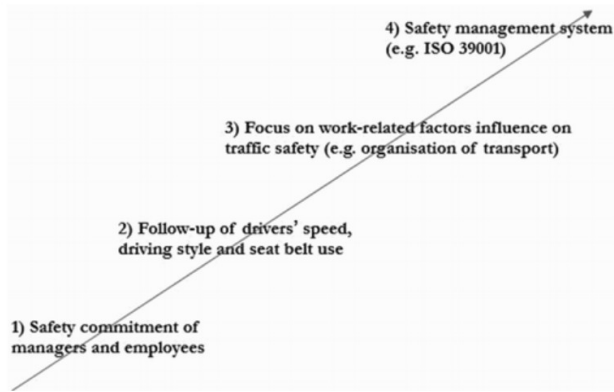 4) Safety management system
(e.g. ISO 39001)
3) Focus on work-related factors influence on
traffic safety (e.g. organisation of transport)
2) Follow-up of drivers’ speed,
driving style and seat belt use
1) Safety commitment of
managers and employees